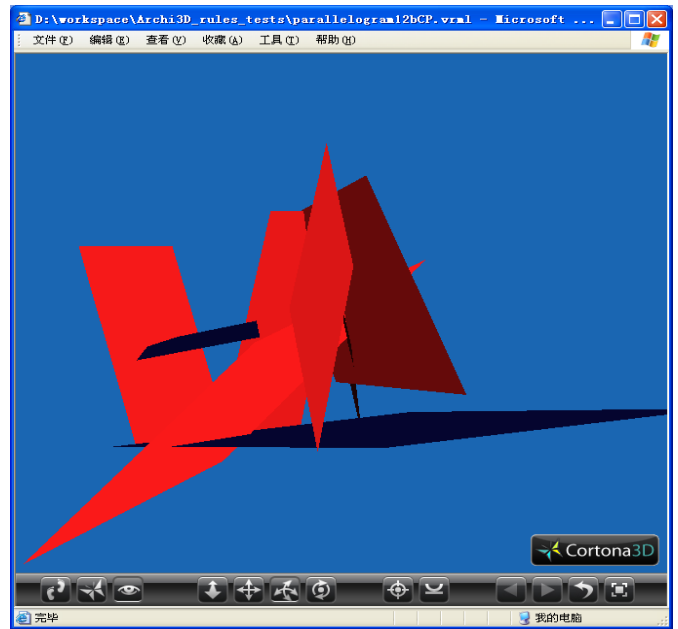 D:\workspace\Archi3D_rules_tests\parallelogram12bCP.vrml - Microsoft ...
文件(F) 编辑(E) 查看(V) 收藏(A) 工具(T) 帮助(H)
Cortona3D
完毕 我的电脑